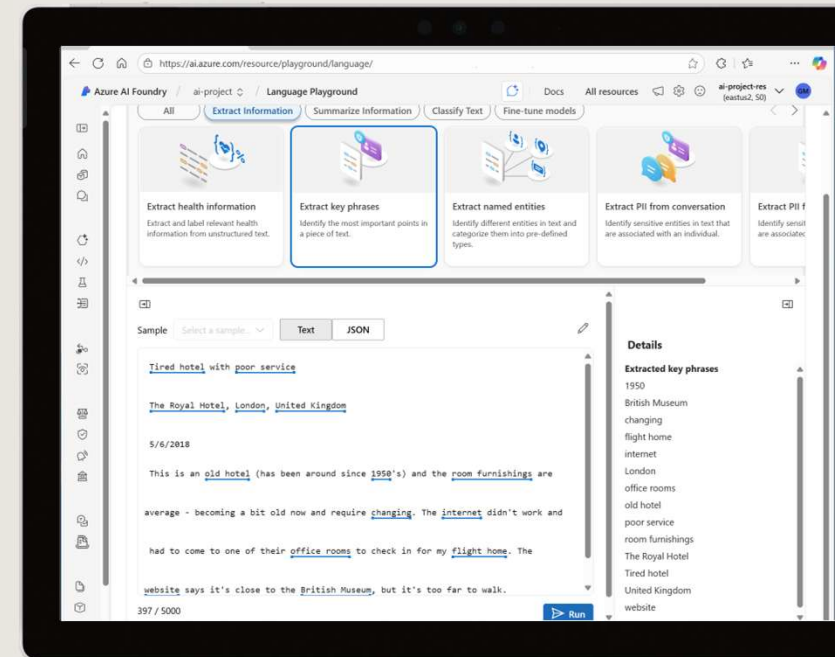 https://ai.azure.com/resource/playground/language/
Azure AI Foundry / ai-project / Language Playground
Docs
All resources
ai-project-res
(eastus2, S0)
GM
All
Extract Information
Summarize Information
Classify Text
Fine-tune models
Extract health information
Extract and label relevant health
information from unstructured text.
Extract key phrases
Identify the most important points in
a piece of text.
Extract named entities
Identify different entities in text and
categorize them into pre-defined
types.
Extract PII from conversation
Identify sensitive entities in text that
are associated with an individual.
Extract PII f
Identify sensit
are associated
Sample
Select a sample...
Text
JSON
Tired hotel with poor service
The Royal Hotel, London, United Kingdom
5/6/2018
This is an old hotel (has been around since 1950's) and the room furnishings are
average - becoming a bit old now and require changing. The internet didn't work and
had to come to one of their office rooms to check in for my flight home. The
website says it's close to the British Museum, but it's too far to walk.
397 / 5000
Run
Details
Extracted key phrases
1950
British Museum
changing
flight home
internet
London
office rooms
old hotel
poor service
room furnishings
The Royal Hotel
Tired hotel
United Kingdom
website